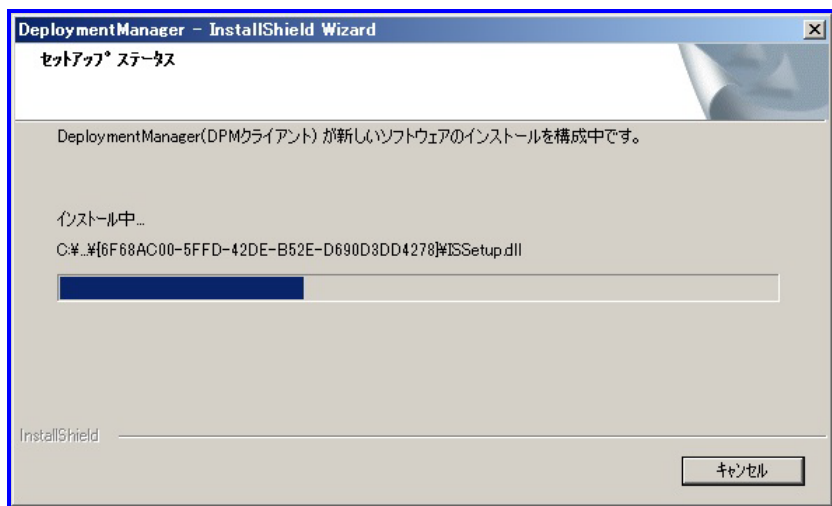 DeploymentManager - InstallShield Wizard
セットアップ ステータス
DeploymentManager(DPMクライアント) が新しいソフトウェアのインストールを構成中です。
インストール中...
C:¥...¥{6F68AC00-5FFD-42DE-B52E-D690D3DD4278}¥ISSetup.dll
InstallShield
キャンセル